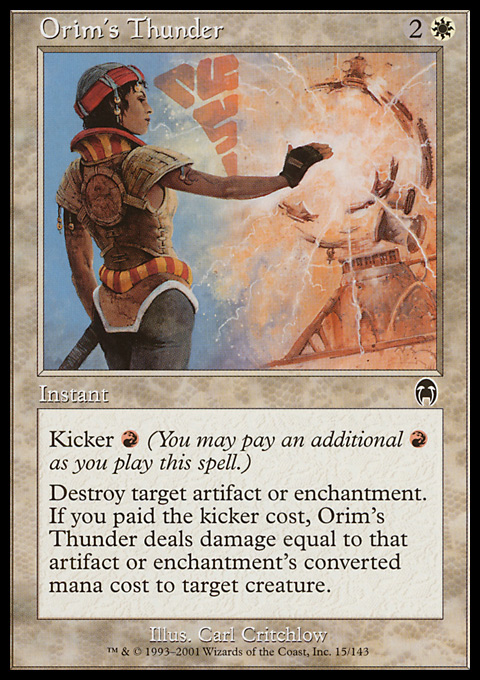 Orim's Thunder 2
Instant
Kicker (You may pay an additional
as you play this spell.)
Destroy target artifact or enchantment.
If you paid the kicker cost, Orim's
Thunder deals damage equal to that
artifact or enchantment's converted
mana cost to target creature.
Illus. Carl Critchlow
™ & © 1993–2001 Wizards of the Coast, Inc. 15/143